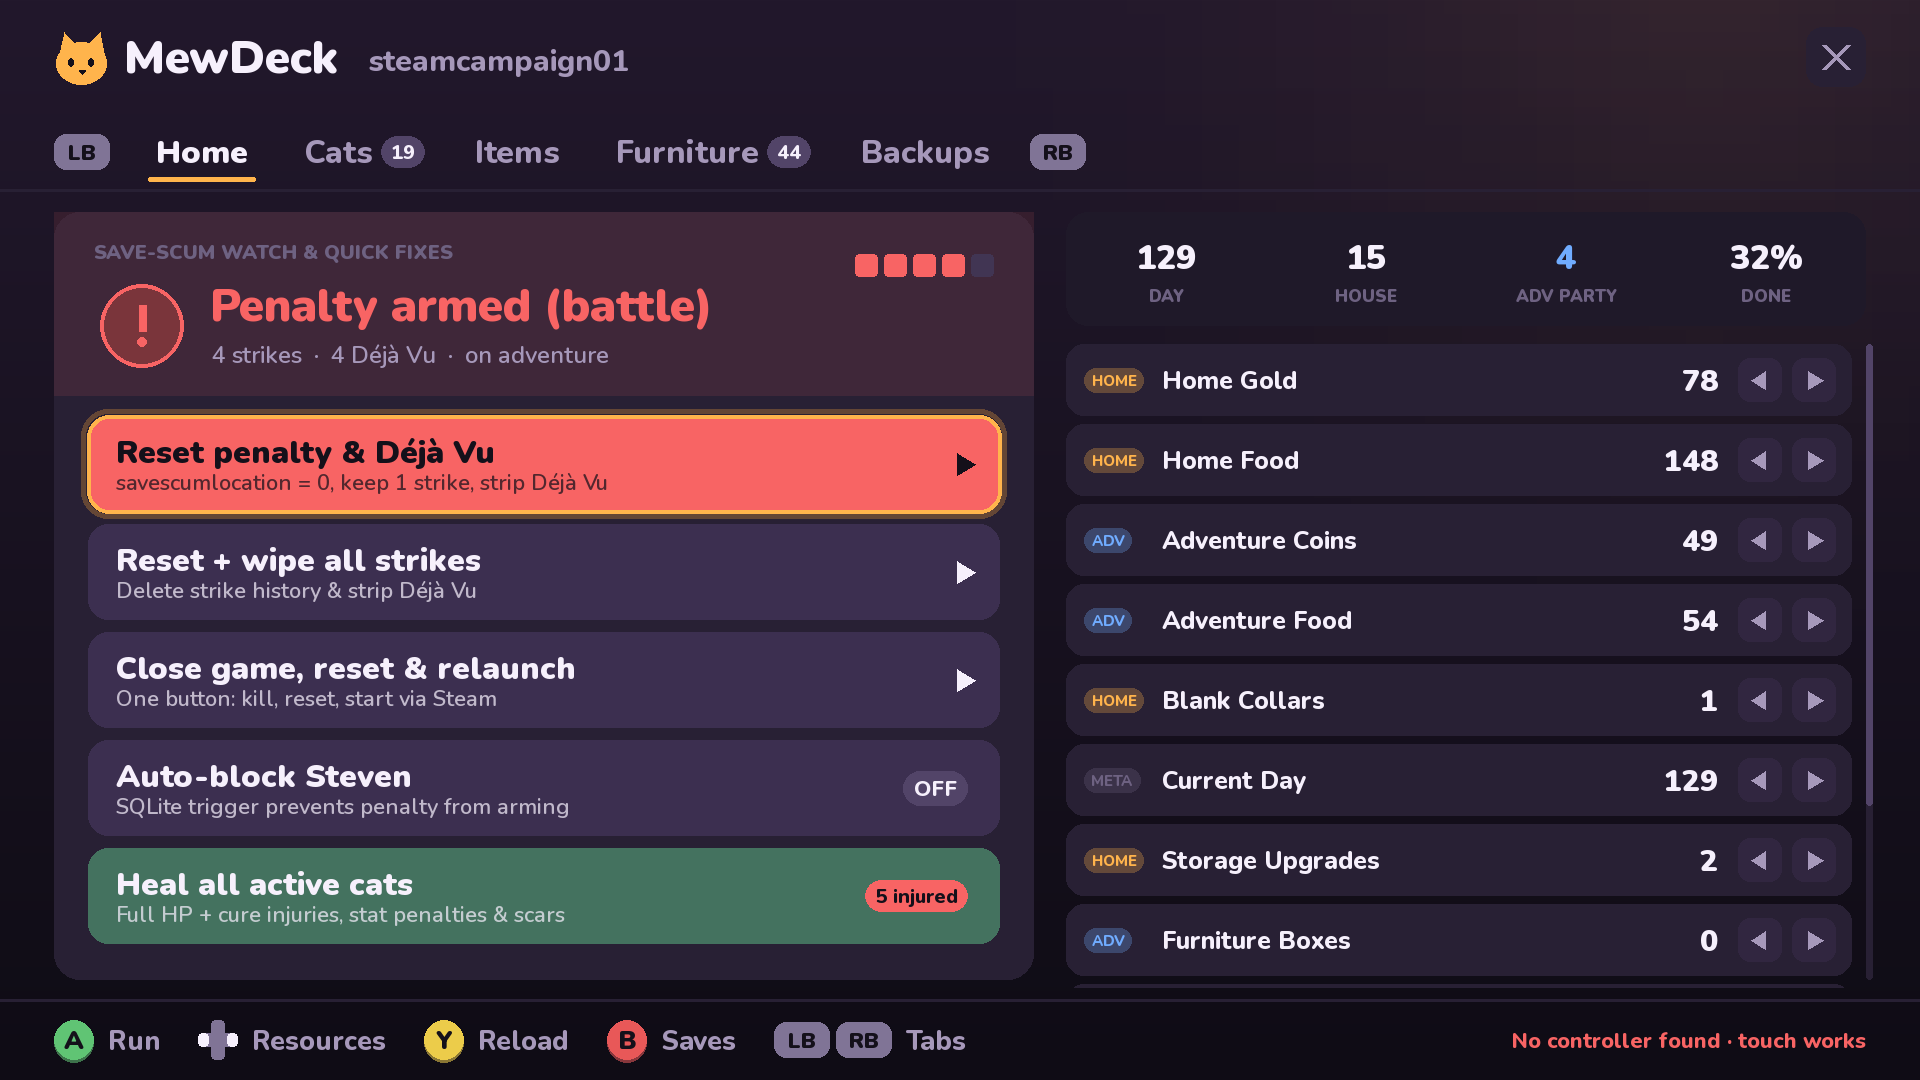 MewDeck steamcampaign01
LB Home Cats 19 Items Furniture 44 Backups RB
SAVE-SCUM WATCH & QUICK FIXES
Penalty armed (battle)
4 strikes · 4 Déjà Vu · on adventure
Reset penalty & Déjà Vu
savescumlocation = 0, keep 1 strike, strip Déjà Vu
Reset + wipe all strikes
Delete strike history & strip Déjà Vu
Close game, reset & relaunch
One button: kill, reset, start via Steam
Auto-block Steven
SQLite trigger prevents penalty from arming
OFF
Heal all active cats
Full HP + cure injuries, stat penalties & scars
5 injured
129 15 4 32%
DAY HOUSE ADV PARTY DONE
HOME Home Gold 78
HOME Home Food 148
ADV Adventure Coins 49
ADV Adventure Food 54
HOME Blank Collars 1
META Current Day 129
HOME Storage Upgrades 2
ADV Furniture Boxes 0
A Run Resources Y Reload B Saves LB RB Tabs
No controller found · touch works